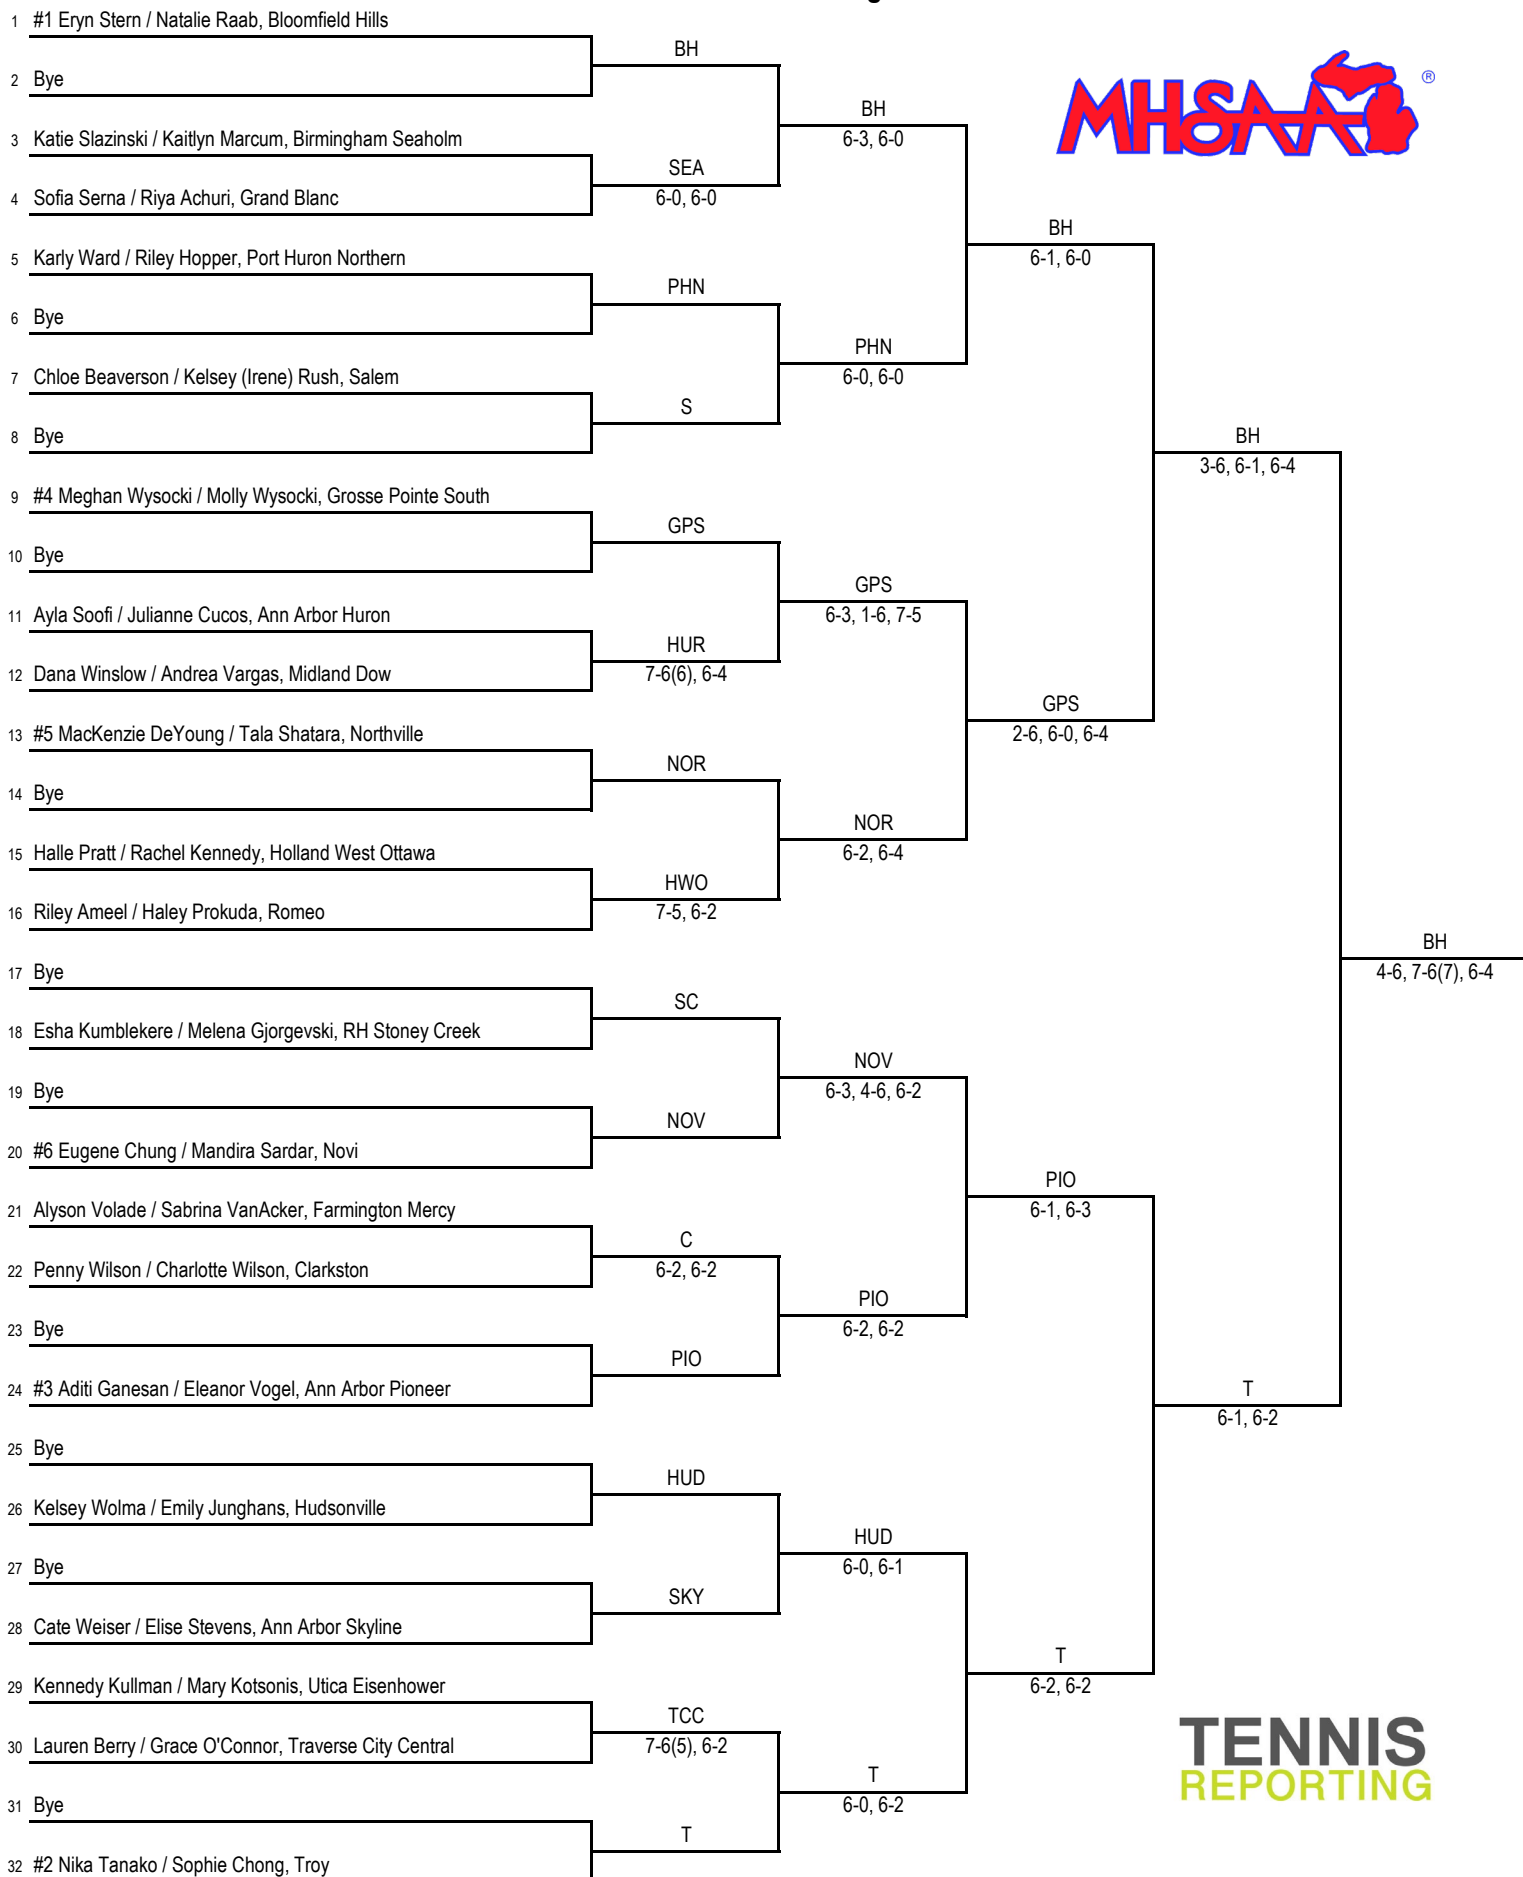 1 #1 Eryn Stern / Natalie Raab, Bloomfield Hills
BH
2 Bye
BH
6-3, 6-0
MHSAA ®
3 Katie Slazinski / Kaitlyn Marcum, Birmingham Seaholm
SEA
6-0, 6-0
4 Sofia Serna / Riya Achuri, Grand Blanc
BH
6-1, 6-0
5 Karly Ward / Riley Hopper, Port Huron Northern
PHN
6 Bye
PHN
6-0, 6-0
7 Chloe Beaverson / Kelsey (Irene) Rush, Salem
S
8 Bye
BH
3-6, 6-1, 6-4
9 #4 Meghan Wysocki / Molly Wysocki, Grosse Pointe South
GPS
10 Bye
GPS
6-3, 1-6, 7-5
11 Ayla Soofi / Julianne Cucos, Ann Arbor Huron
HUR
7-6(6), 6-4
12 Dana Winslow / Andrea Vargas, Midland Dow
GPS
2-6, 6-0, 6-4
13 #5 MacKenzie DeYoung / Tala Shatara, Northville
NOR
14 Bye
NOR
6-2, 6-4
15 Halle Pratt / Rachel Kennedy, Holland West Ottawa
HWO
7-5, 6-2
16 Riley Ameel / Haley Prokuda, Romeo
BH
4-6, 7-6(7), 6-4
17 Bye
SC
18 Esha Kumblekere / Melena Gjorgevski, RH Stoney Creek
NOV
6-3, 4-6, 6-2
19 Bye
NOV
20 #6 Eugene Chung / Mandira Sardar, Novi
PIO
6-1, 6-3
21 Alyson Volade / Sabrina VanAcker, Farmington Mercy
C
6-2, 6-2
22 Penny Wilson / Charlotte Wilson, Clarkston
PIO
6-2, 6-2
23 Bye
PIO
24 #3 Aditi Ganesan / Eleanor Vogel, Ann Arbor Pioneer
T
6-1, 6-2
25 Bye
HUD
26 Kelsey Wolma / Emily Junghans, Hudsonville
HUD
6-0, 6-1
27 Bye
SKY
28 Cate Weiser / Elise Stevens, Ann Arbor Skyline
T
6-2, 6-2
29 Kennedy Kullman / Mary Kotsonis, Utica Eisenhower
TCC
7-6(5), 6-2
30 Lauren Berry / Grace O'Connor, Traverse City Central
T
6-0, 6-2
31 Bye
T
32 #2 Nika Tanako / Sophie Chong, Troy
TENNIS
REPORTING